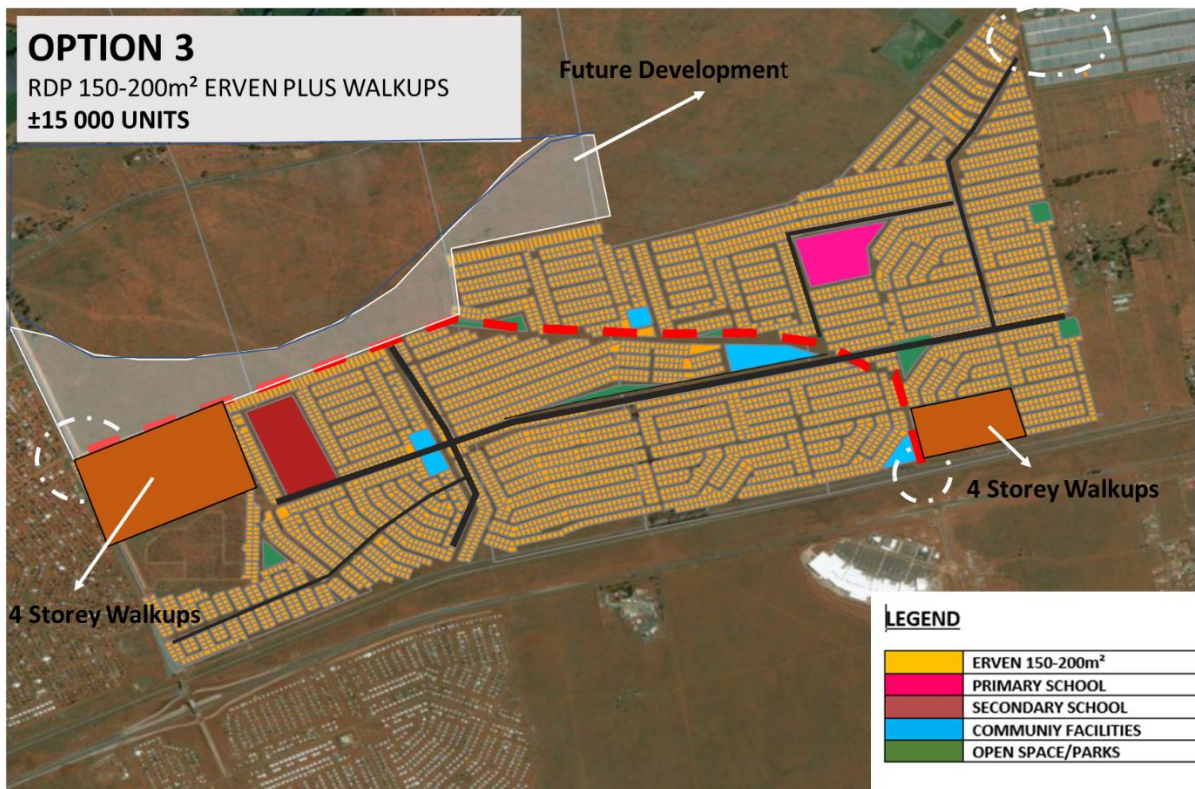 OPTION 3
RDP 150-200m² ERVEN PLUS WALKUPS
±15 000 UNITS
Future Development
4 Storey Walkups
4 Storey Walkups
LEGEND
ERVEN 150-200m²
PRIMARY SCHOOL
SECONDARY SCHOOL
COMMUNIY FACILITIES
OPEN SPACE/PARKS